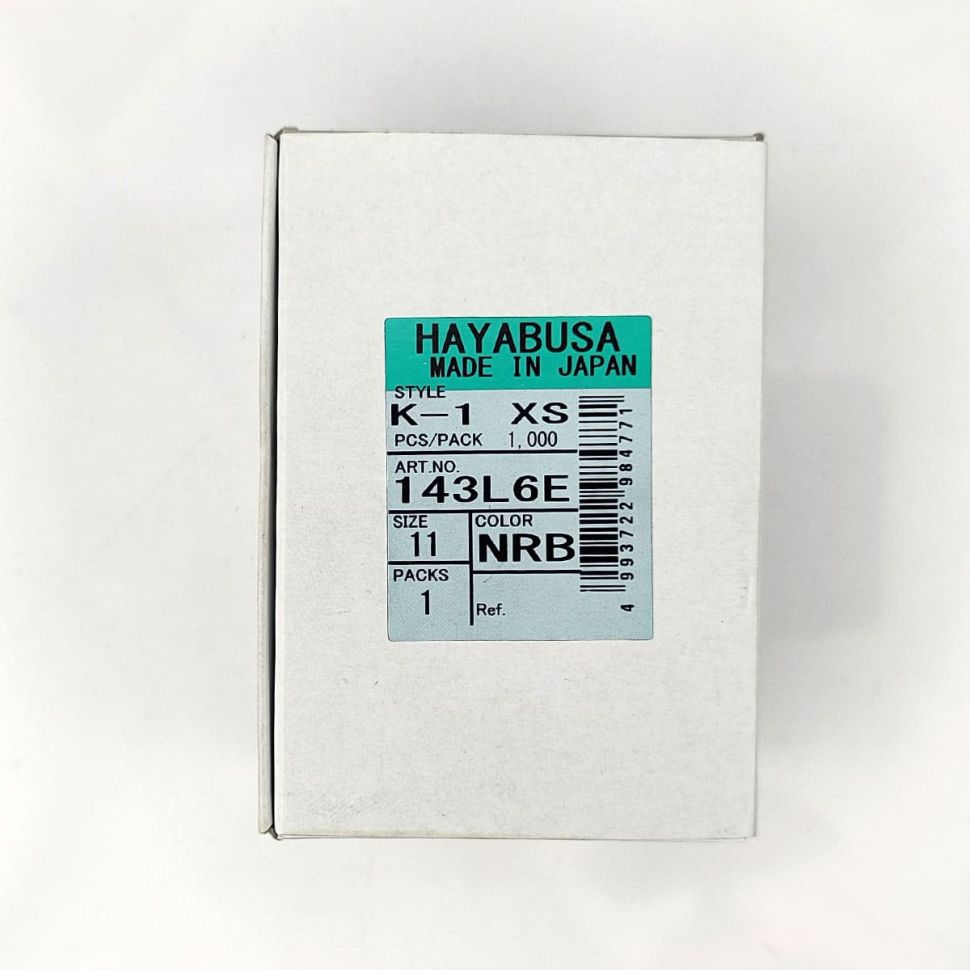 HAYABUSA
MADE IN JAPAN
STYLE
K-1 XS
PCS/PACK 1,000
ART.NO.
143L6E
SIZE
11
COLOR
NRB
PACKS
1
Ref.
4 993722 984771